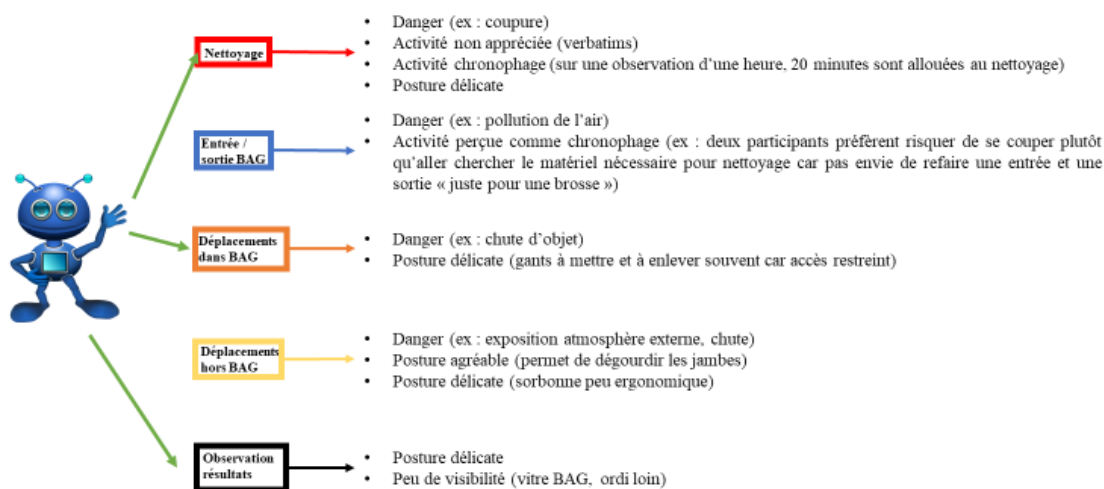 Nettoyage
• Danger (ex : coupure)
• Activité non appréciée (verbatims)
• Activité chronophage (sur une observation d'une heure, 20 minutes sont allouées au nettoyage)
• Posture délicate
Entrée /
sortie BAG
• Danger (ex : pollution de l'air)
• Activité perçue comme chronophage (ex : deux participants préfèrent risquer de se couper plutôt
qu'aller chercher le matériel nécessaire pour nettoyage car pas envie de refaire une entrée et une
sortie « juste pour une brosse »)
Déplacements
dans BAG
• Danger (ex : chute d'objet)
• Posture délicate (gants à mettre et à enlever souvent car accès restreint)
Déplacements
hors BAG
• Danger (ex : exposition atmosphère externe, chute)
• Posture agréable (permet de dégourdir les jambes)
• Posture délicate (sorbonne peu ergonomique)
Observation
résultats
• Posture délicate
• Peu de visibilité (vitre BAG, ordi loin)